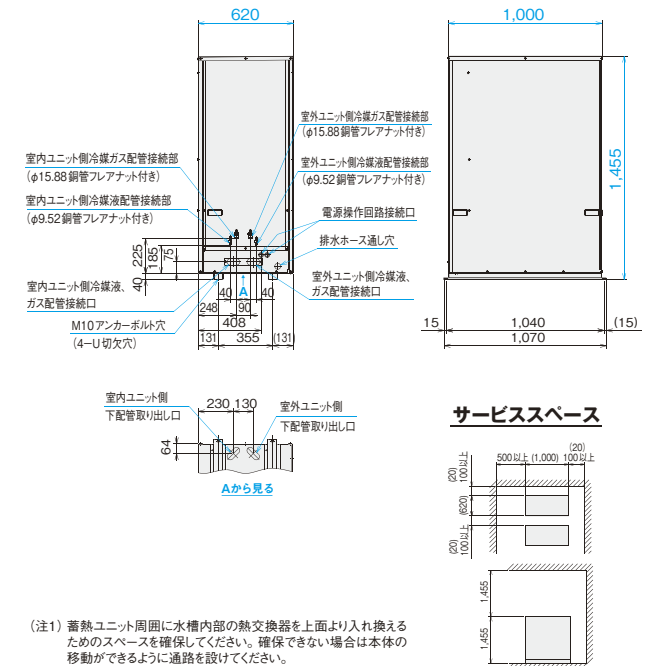 620
1,000
1,455
室外ユニット側冷媒ガス配管接続部
(φ15.88銅管フレアナット付き)
室内ユニット側冷媒ガス配管接続部
(φ15.88銅管フレアナット付き)
室外ユニット側冷媒液配管接続部
(φ9.52銅管フレアナット付き)
室内ユニット側冷媒液配管接続部
(φ9.52銅管フレアナット付き)
電源操作回路接続口
排水ホース通し穴
225
185
75
40
室内ユニット側冷媒液、
ガス配管接続口
室外ユニット側冷媒液、
ガス配管接続口
40
A
40
248
90
408
M10アンカーボルト穴
(4−U切欠穴)
131
355
(131)
15
1,040
(15)
1,070
室内ユニット側
下配管取り出し口
230
130
室外ユニット側
下配管取り出し口
64
Aから見る
サービススペース
500以上
(1,000)
(20)
100以上
(20)
100以上
(620)
(20)
100以上
1,455
1,455
(注1) 蓄熱ユニット周囲に水槽内部の熱交換器を上面より入れ換える
ためのスペースを確保してください。確保できない場合は本体の
移動ができるように通路を設けてください。